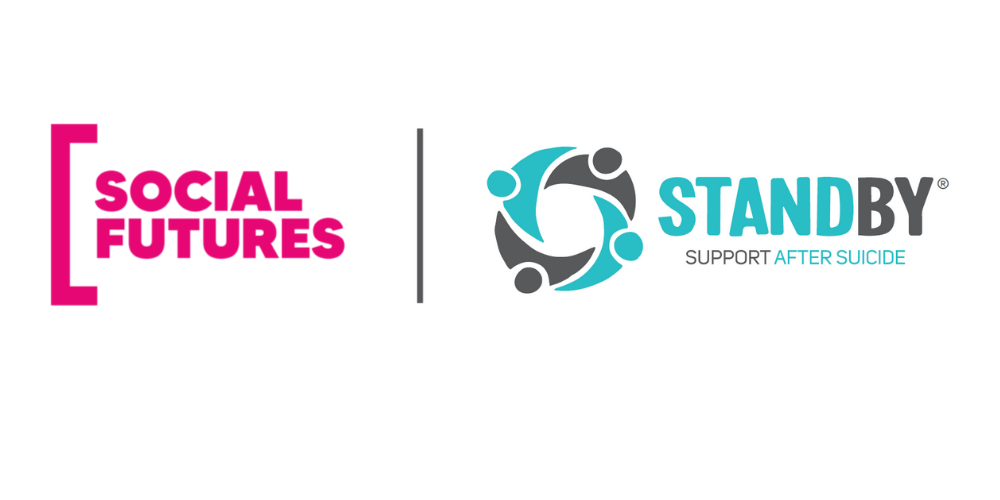 SOCIAL
FUTURES
STANDBY®
SUPPORT AFTER SUICIDE